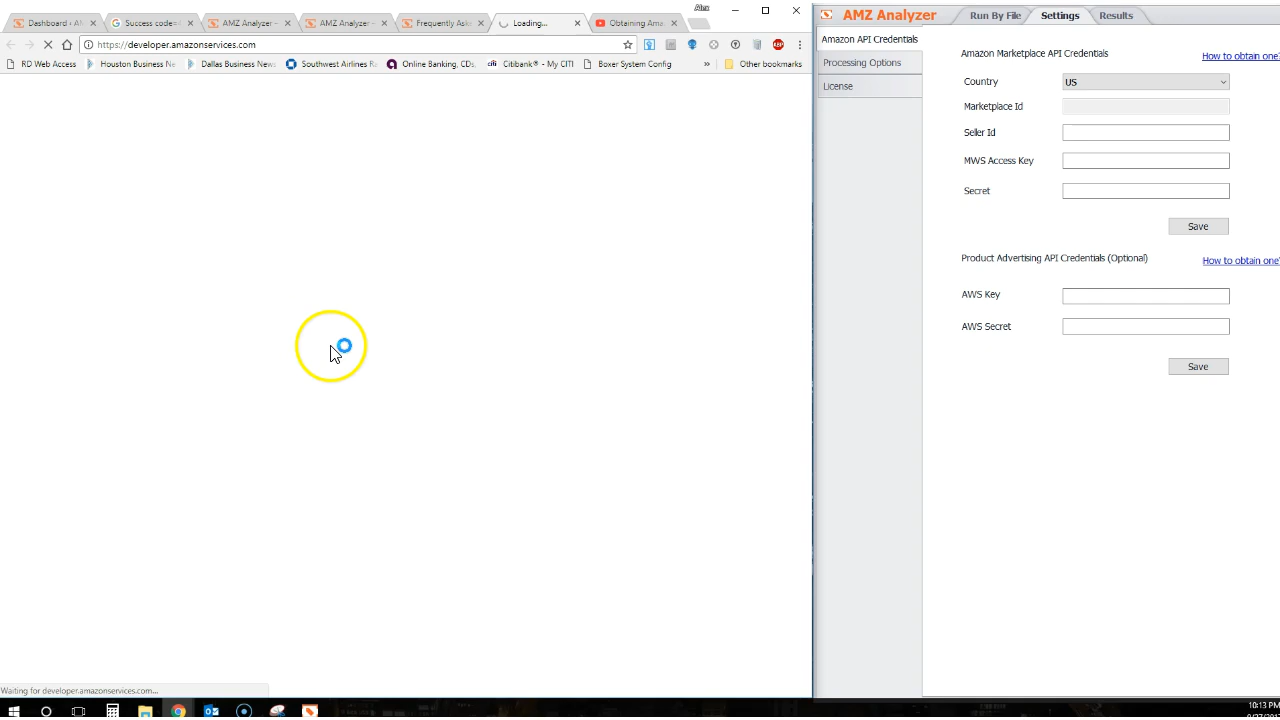 Dashboard ‹ A
Success code=
AMZ Analyzer –
AMZ Analyzer –
Frequently Aske
Loading...
Obtaining Ama
https://developer.amazonservices.com
RD Web Access
Houston Business Ne
Dallas Business News
Southwest Airlines Ra
Online Banking, CDs,
Citibank® - My CITI
Boxer System Config
»
Other bookmarks
Waiting for developer.amazonservices.com...
AMZ Analyzer
Run By File
Settings
Results
Amazon API Credentials
Processing Options
License
Amazon Marketplace API Credentials
How to obtain one?
Country
US
Marketplace Id
Seller Id
MWS Access Key
Secret
Save
Product Advertising API Credentials (Optional)
How to obtain one?
AWS Key
AWS Secret
Save
10:13 PM